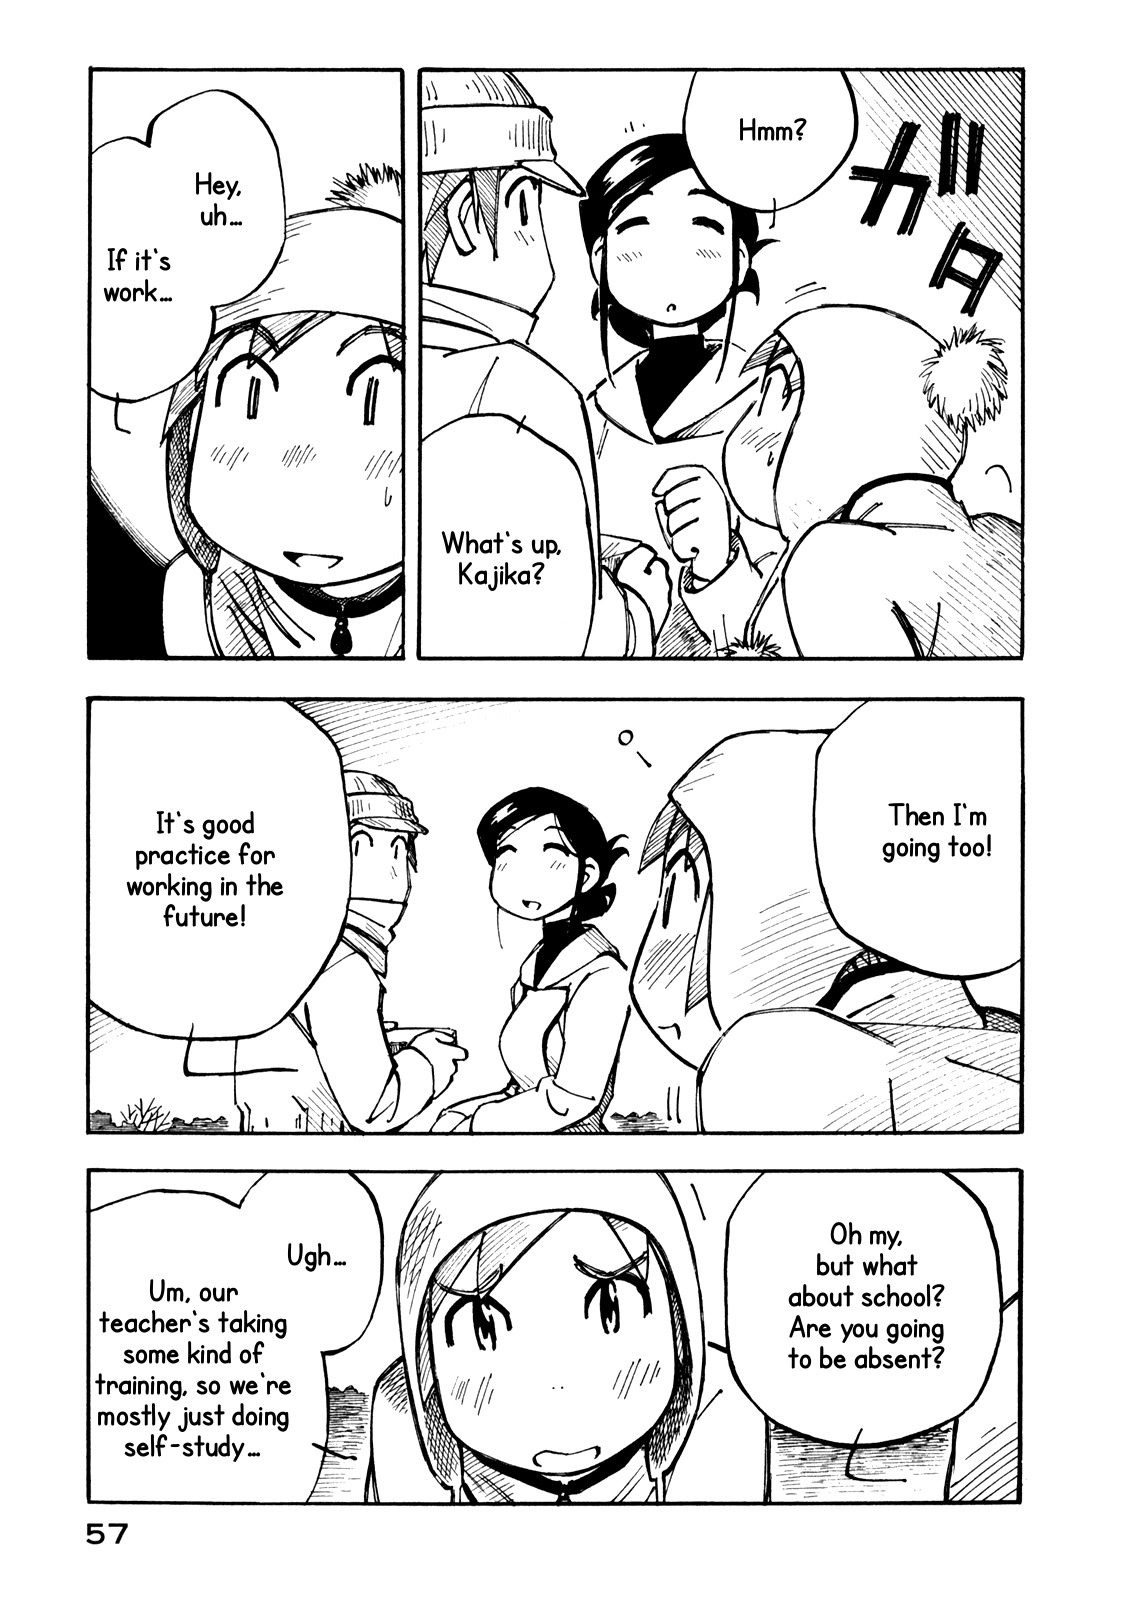 Hmm?
ガバ
タ
What's up,
Kajika?
Hey,
uh...
If it's
work...
Then I'm
going too!
It's good
practice for
working in the
future!
Oh my,
but what
about school?
Are you going
to be absent?
Ugh...
Um, our
teacher's taking
some kind of
training, so we're
mostly just doing
self-study...
57